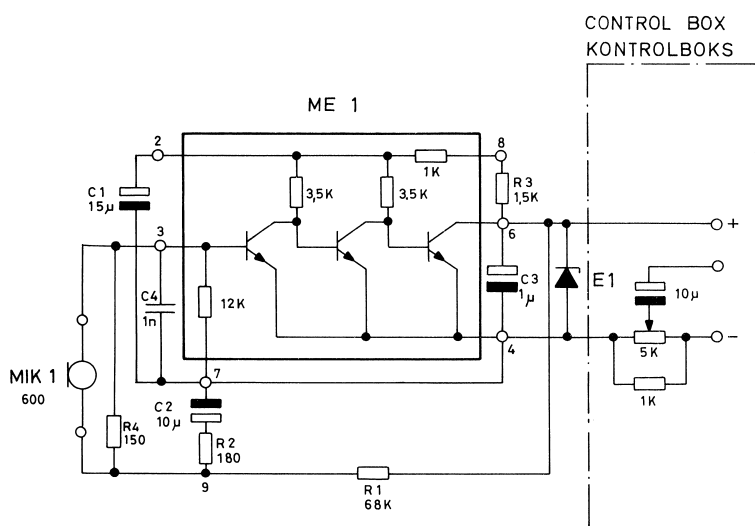 CONTROL BOX
KONTROLBOKS
ME 1
2
8
1K
C1
15µ
3,5K
3,5K
R3
1,5K
3
6
+
C4
1n
12K
C3
1µ
E1
10µ
4
5K
−
MIK 1
600
7
1K
C2
10µ
R4
150
R2
180
9
R1
68K